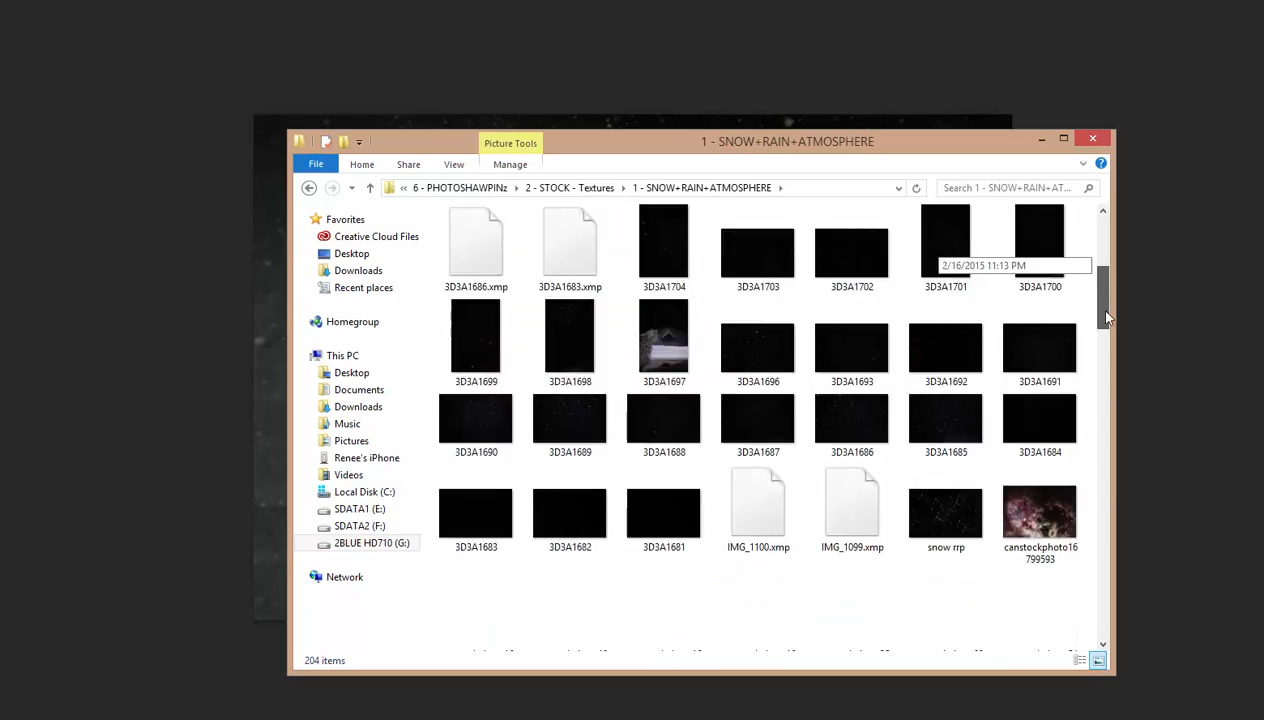 Picture Tools
1 - SNOW+RAIN+ATMOSPHERE
File
Home
Share
View
Manage
« 6 - PHOTOSHAWPINz
2 - STOCK - Textures
1 - SNOW+RAIN+ATMOSPHERE
Search 1 - SNOW+RAIN+AT...
Favorites
Creative Cloud Files
Desktop
Downloads
Recent places
Homegroup
This PC
Desktop
Documents
Downloads
Music
Pictures
Renee's iPhone
Videos
Local Disk (C:)
SDATA1 (E:)
SDATA2 (F:)
2BLUE HD710 (G:)
Network
2/16/2015 11:13 PM
3D3A1686.xmp
3D3A1683.xmp
3D3A1704
3D3A1703
3D3A1702
3D3A1701
3D3A1700
3D3A1699
3D3A1698
3D3A1697
3D3A1696
3D3A1693
3D3A1692
3D3A1691
3D3A1690
3D3A1689
3D3A1688
3D3A1687
3D3A1686
3D3A1685
3D3A1684
3D3A1683
3D3A1682
3D3A1681
IMG_1100.xmp
IMG_1099.xmp
snow rrp
canstockphoto16
799593
204 items